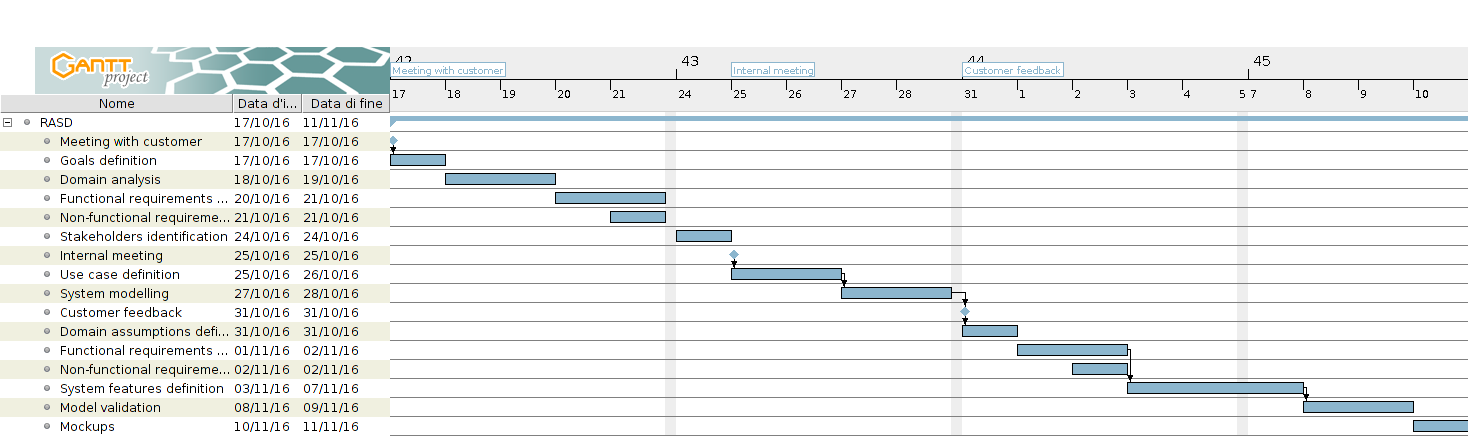 GANTT project
42 43 44 45
Meeting with customer Internal meeting Customer feedback
17 18 19 20 21 24 25 26 27 28 31 1 2 3 4 5 7 8 9 10
Nome Data d'i... Data di fine
RASD 17/10/16 11/11/16
Meeting with customer 17/10/16 17/10/16
Goals definition 17/10/16 17/10/16
Domain analysis 18/10/16 19/10/16
Functional requirements ... 20/10/16 21/10/16
Non-functional requireme... 21/10/16 21/10/16
Stakeholders identification 24/10/16 24/10/16
Internal meeting 25/10/16 25/10/16
Use case definition 25/10/16 26/10/16
System modelling 27/10/16 28/10/16
Customer feedback 31/10/16 31/10/16
Domain assumptions defi... 31/10/16 31/10/16
Functional requirements ... 01/11/16 02/11/16
Non-functional requireme... 02/11/16 02/11/16
System features definition 03/11/16 07/11/16
Model validation 08/11/16 09/11/16
Mockups 10/11/16 11/11/16